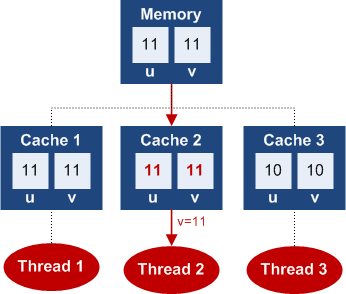 Memory
11 11
u v
Cache 1 Cache 2 Cache 3
11 11 11 11 10 10
u v u v u v
v=11
Thread 1 Thread 2 Thread 3